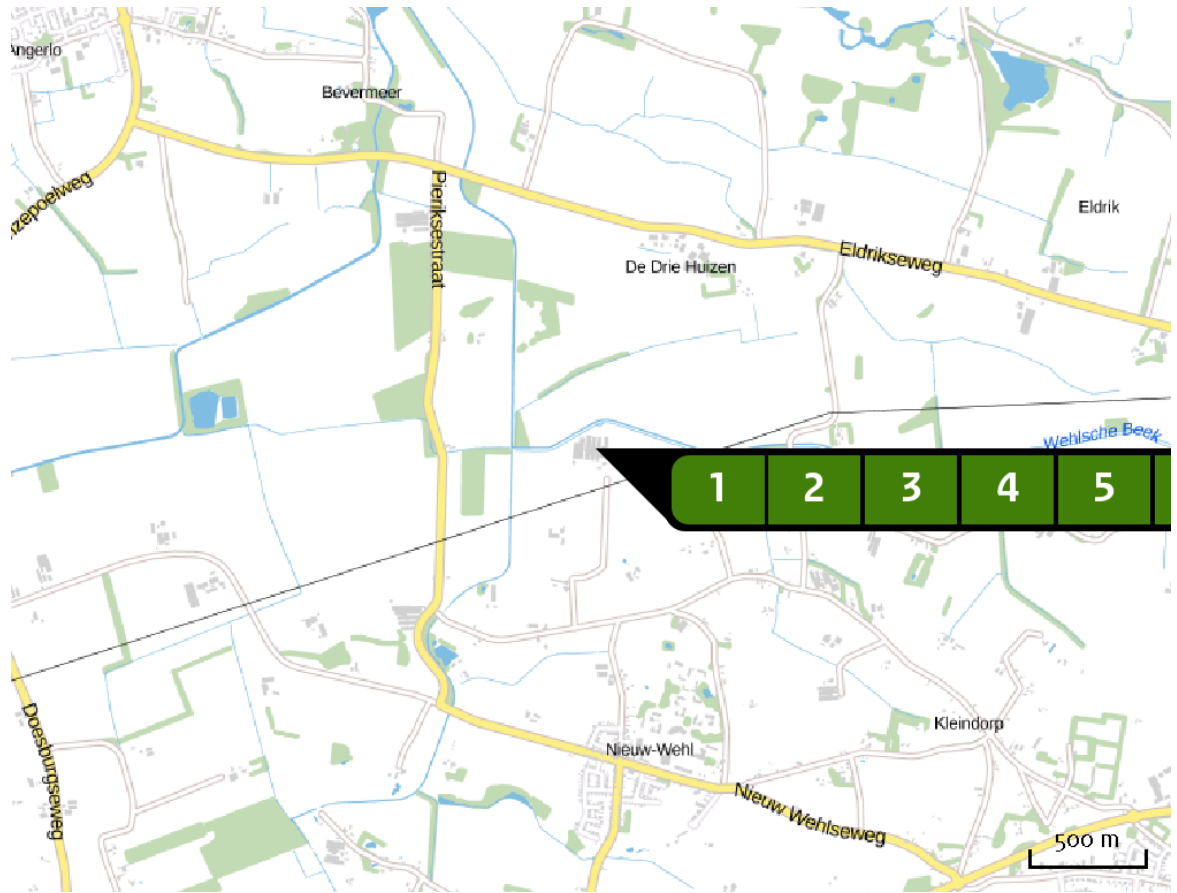 Angerlo
Bevermeer
zepoelweg
Pieriksestraat
Eldrik
Eldrikseweg
De Drie Huizen
Wehlsche Beek
1 2 3 4 5
Doesburgseweg
Kleindorp
Nieuw-Wehl
Nieuw Wehlseweg
500 m